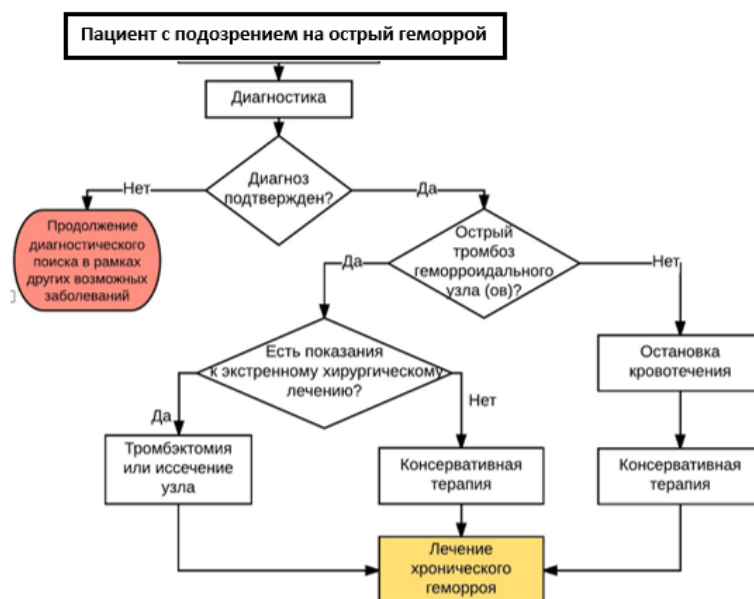 Пациент с подозрением на острый геморрой
Диагностика
Диагноз
подтвержден?
Нет
Да
Продолжение
диагностического
поиска в рамках
других возможных
заболеваний
Острый
тромбоз
геморроидального
узла (ов)?
Да
Нет
Есть показания
к экстренному хирургическому
лечению?
Остановка
кровотечения
Да
Нет
Тромбэктомия
или иссечение
узла
Консервативная
терапия
Консервативная
терапия
Лечение
хронического
геморроя